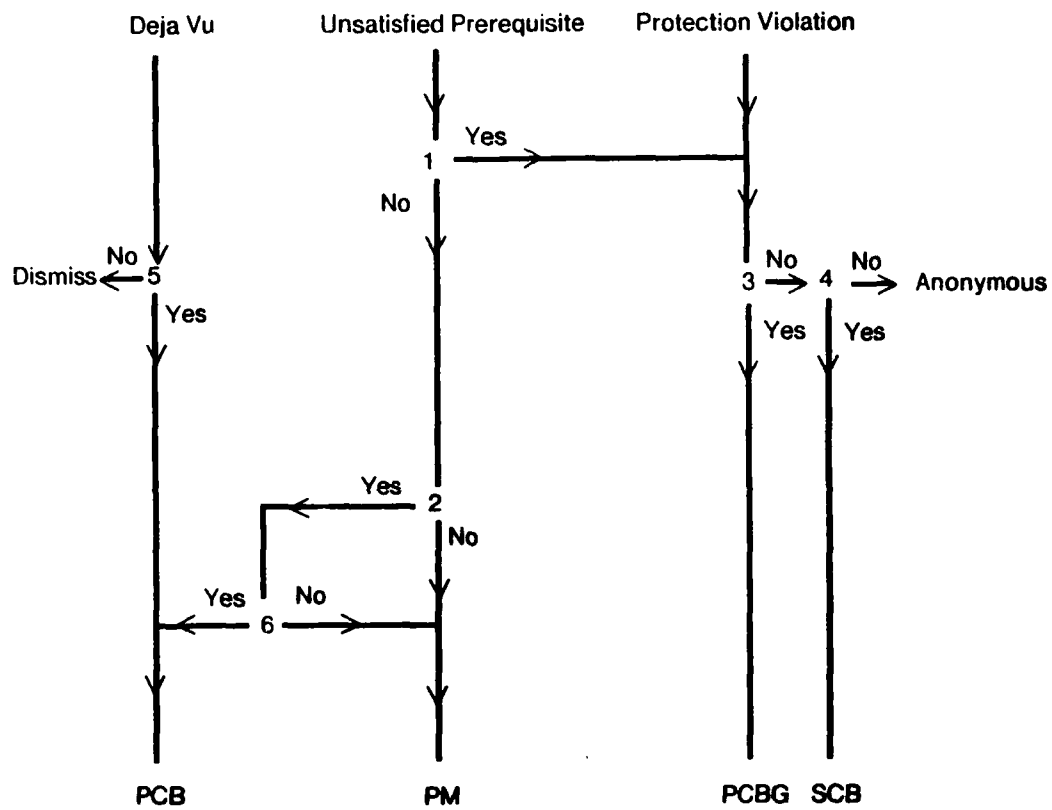 Deja Vu
Unsatisfied Prerequisite
Protection Violation
1
Yes
No
Dismiss
No
5
Yes
3
No
4
No
Anonymous
Yes
Yes
Yes
2
No
Yes
6
No
PCB
PM
PCBG
SCB